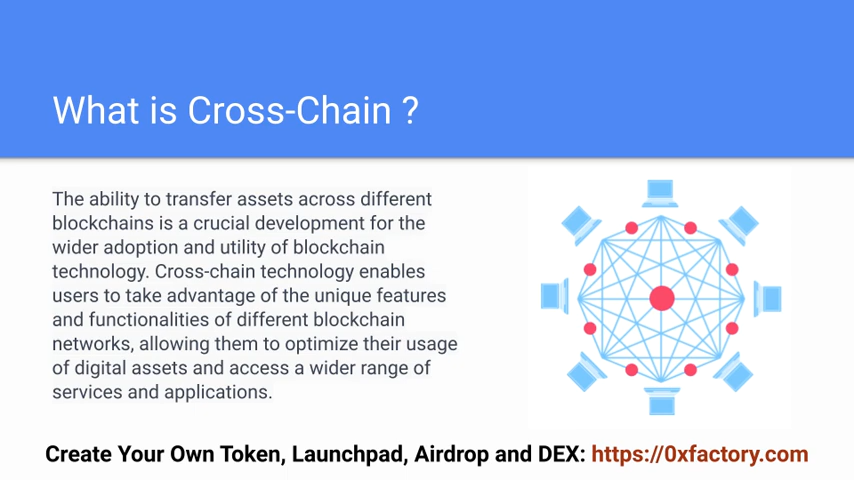 What is Cross-Chain ?
The ability to transfer assets across different
blockchains is a crucial development for the
wider adoption and utility of blockchain
technology. Cross-chain technology enables
users to take advantage of the unique features
and functionalities of different blockchain
networks, allowing them to optimize their usage
of digital assets and access a wider range of
services and applications.
Create Your Own Token, Launchpad, Airdrop and DEX: https://0xfactory.com